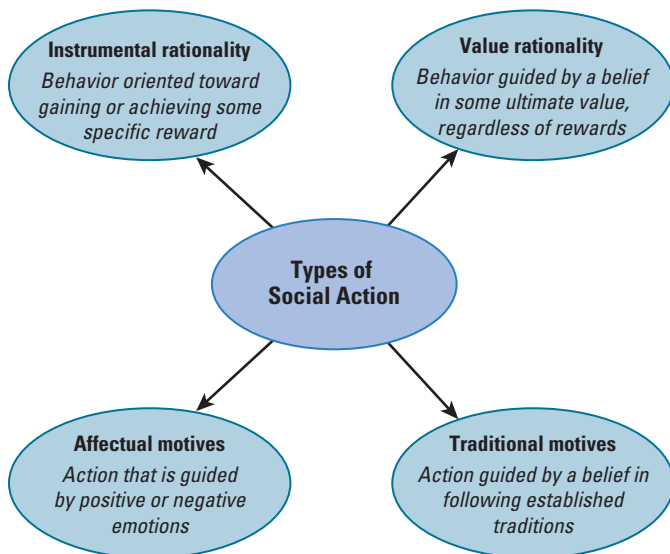 Instrumental rationality
Behavior oriented toward
gaining or achieving some
specific reward
Value rationality
Behavior guided by a belief
in some ultimate value,
regardless of rewards
Types of
Social Action
Affectual motives
Action that is guided
by positive or negative
emotions
Traditional motives
Action guided by a belief in
following established
traditions